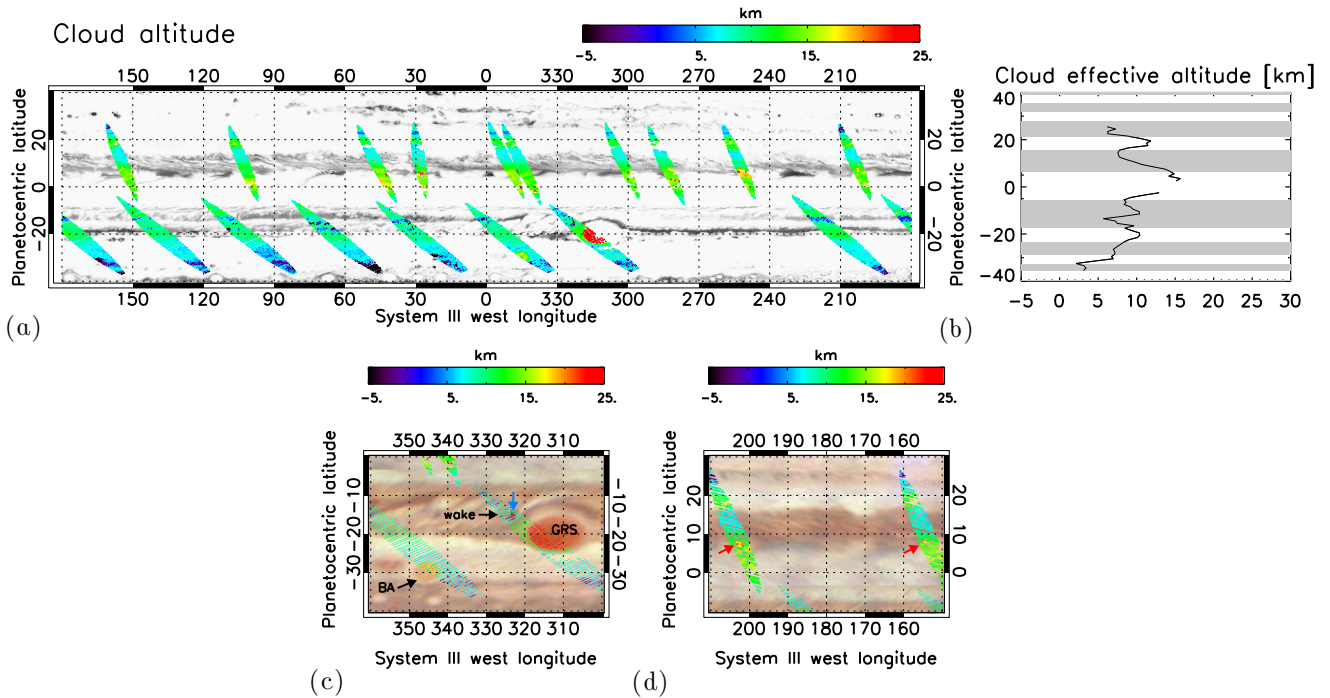 km
Cloud altitude
-5. 5. 15. 25.
150 120 90 60 30 0 330 300 270 240 210
Planetocentric latitude
20
0
-20
20
0
-20
Planetocentric latitude
150 120 90 60 30 0 330 300 270 240 210
System III west longitude
(a)
Cloud effective altitude [km]
40
30
20
10
0
-10
-20
-30
-40
-5 0 5 10 15 20 25 30
(b)
km
-5. 5. 15. 25.
350 340 330 320 310
Planetocentric latitude
-10
-20
-30
wake
GRS
BA
-10
-20
-30
350 340 330 320 310
System III west longitude
(c)
km
-5. 5. 15. 25.
200 190 180 170 160
Planetocentric latitude
20
10
0
20
10
0
200 190 180 170 160
System III west longitude
(d)